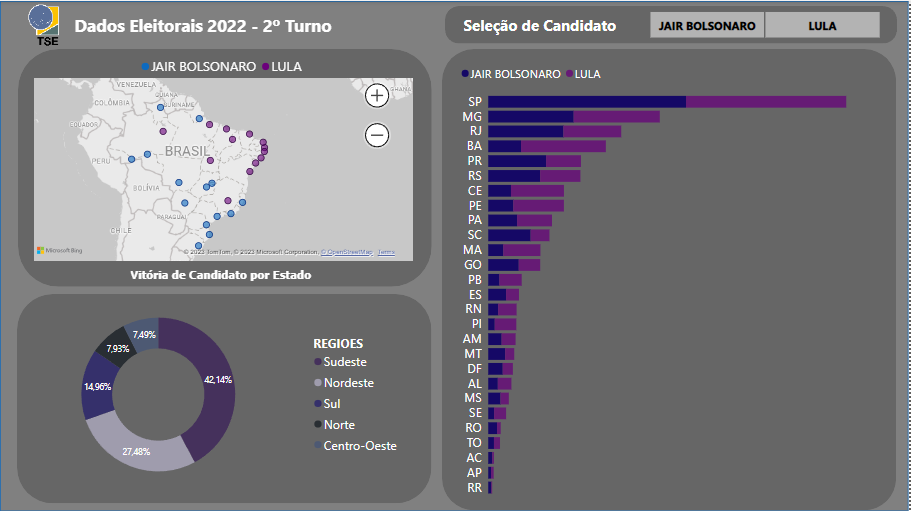 TSE
Dados Eleitorais 2022 - 2º Turno
Seleção de Candidato
JAIR BOLSONARO
LULA
JAIR BOLSONARO LULA
VENEZUELA
GUIANA
SURINAME
COLÔMBIA
EQUADOR
PERU
BRASIL
BOLÍVIA
PARAGUAI
CHILE
GHANA
+
−
Microsoft Bing
© 2023 TomTom, © 2023 Microsoft Corporation, © OpenStreetMap Terms
Vitória de Candidato por Estado
7,49%
7,93%
14,96%
42,14%
27,48%
REGIOES
Sudeste
Nordeste
Sul
Norte
Centro-Oeste
JAIR BOLSONARO LULA
SP
MG
RJ
BA
PR
RS
CE
PE
PA
SC
MA
GO
PB
ES
RN
PI
AM
MT
DF
AL
MS
SE
RO
TO
AC
AP
RR